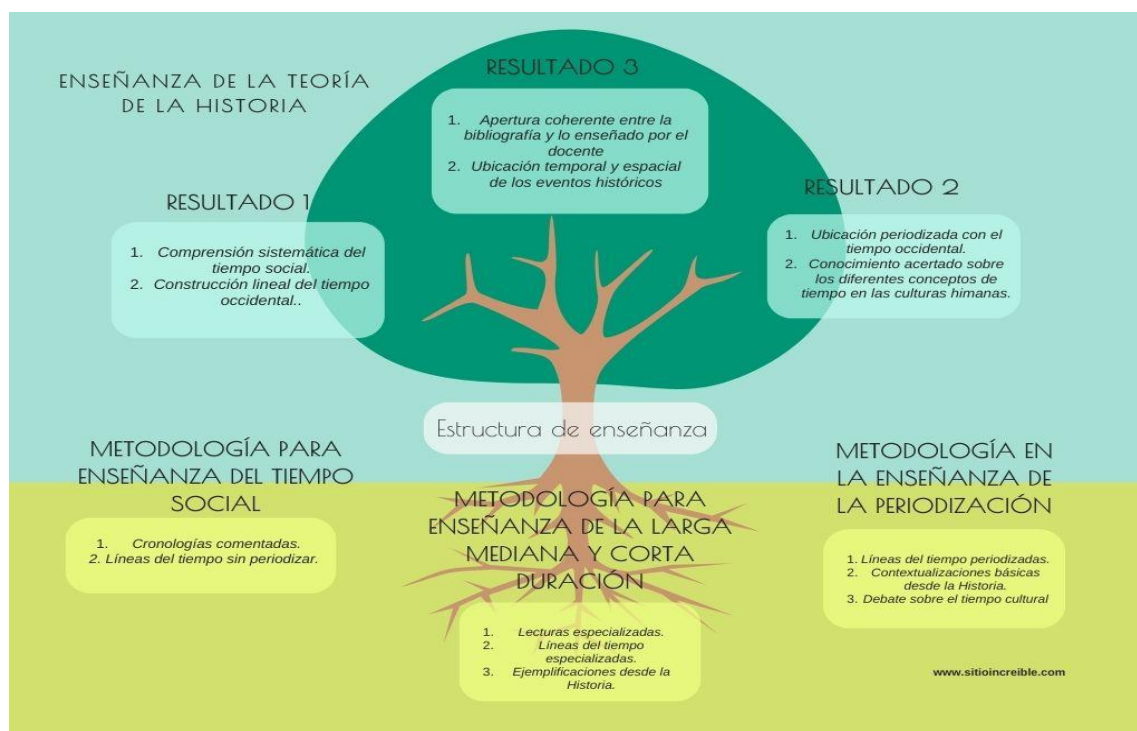 ENSEÑANZA DE LA TEORÍA
DE LA HISTORIA
RESULTADO 3
1. Apertura coherente entre la
bibliografía y lo enseñado por el
docente
2. Ubicación temporal y espacial
de los eventos históricos
RESULTADO 1
1. Comprensión sistemática del
tiempo social.
2. Construcción lineal del tiempo
occidental..
RESULTADO 2
1. Ubicación periodizada con el
tiempo occidental.
2. Conocimiento acertado sobre
los diferentes conceptos de
tiempo en las culturas himanas.
Estructura de enseñanza
METODOLOGÍA PARA
ENSEÑANZA DEL TIEMPO
SOCIAL
1. Cronologías comentadas.
2. Líneas del tiempo sin periodizar.
METODOLOGÍA PARA
ENSEÑANZA DE LA LARGA
MEDIANA Y CORTA
DURACIÓN
1. Lecturas especializadas.
2. Líneas del tiempo
especializadas.
3. Ejemplificaciones desde la
Historia.
METODOLOGÍA EN
LA ENSEÑANZA DE
LA PERIODIZACIÓN
1. Líneas del tiempo periodizadas.
2. Contextualizaciones básicas
desde la Historia.
3. Debate sobre el tiempo cultural
www.sitioincreible.com